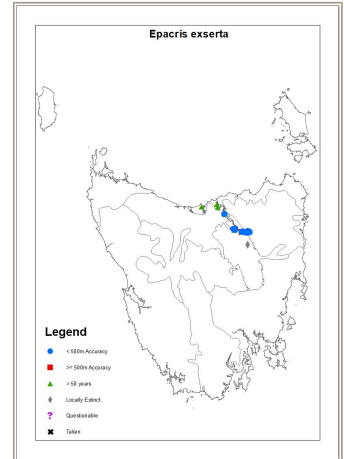 Epacris exserta
Legend
< 500m Accuracy
>= 500m Accuracy
> 50 years
Locally Extinct
? Questionable
Taken